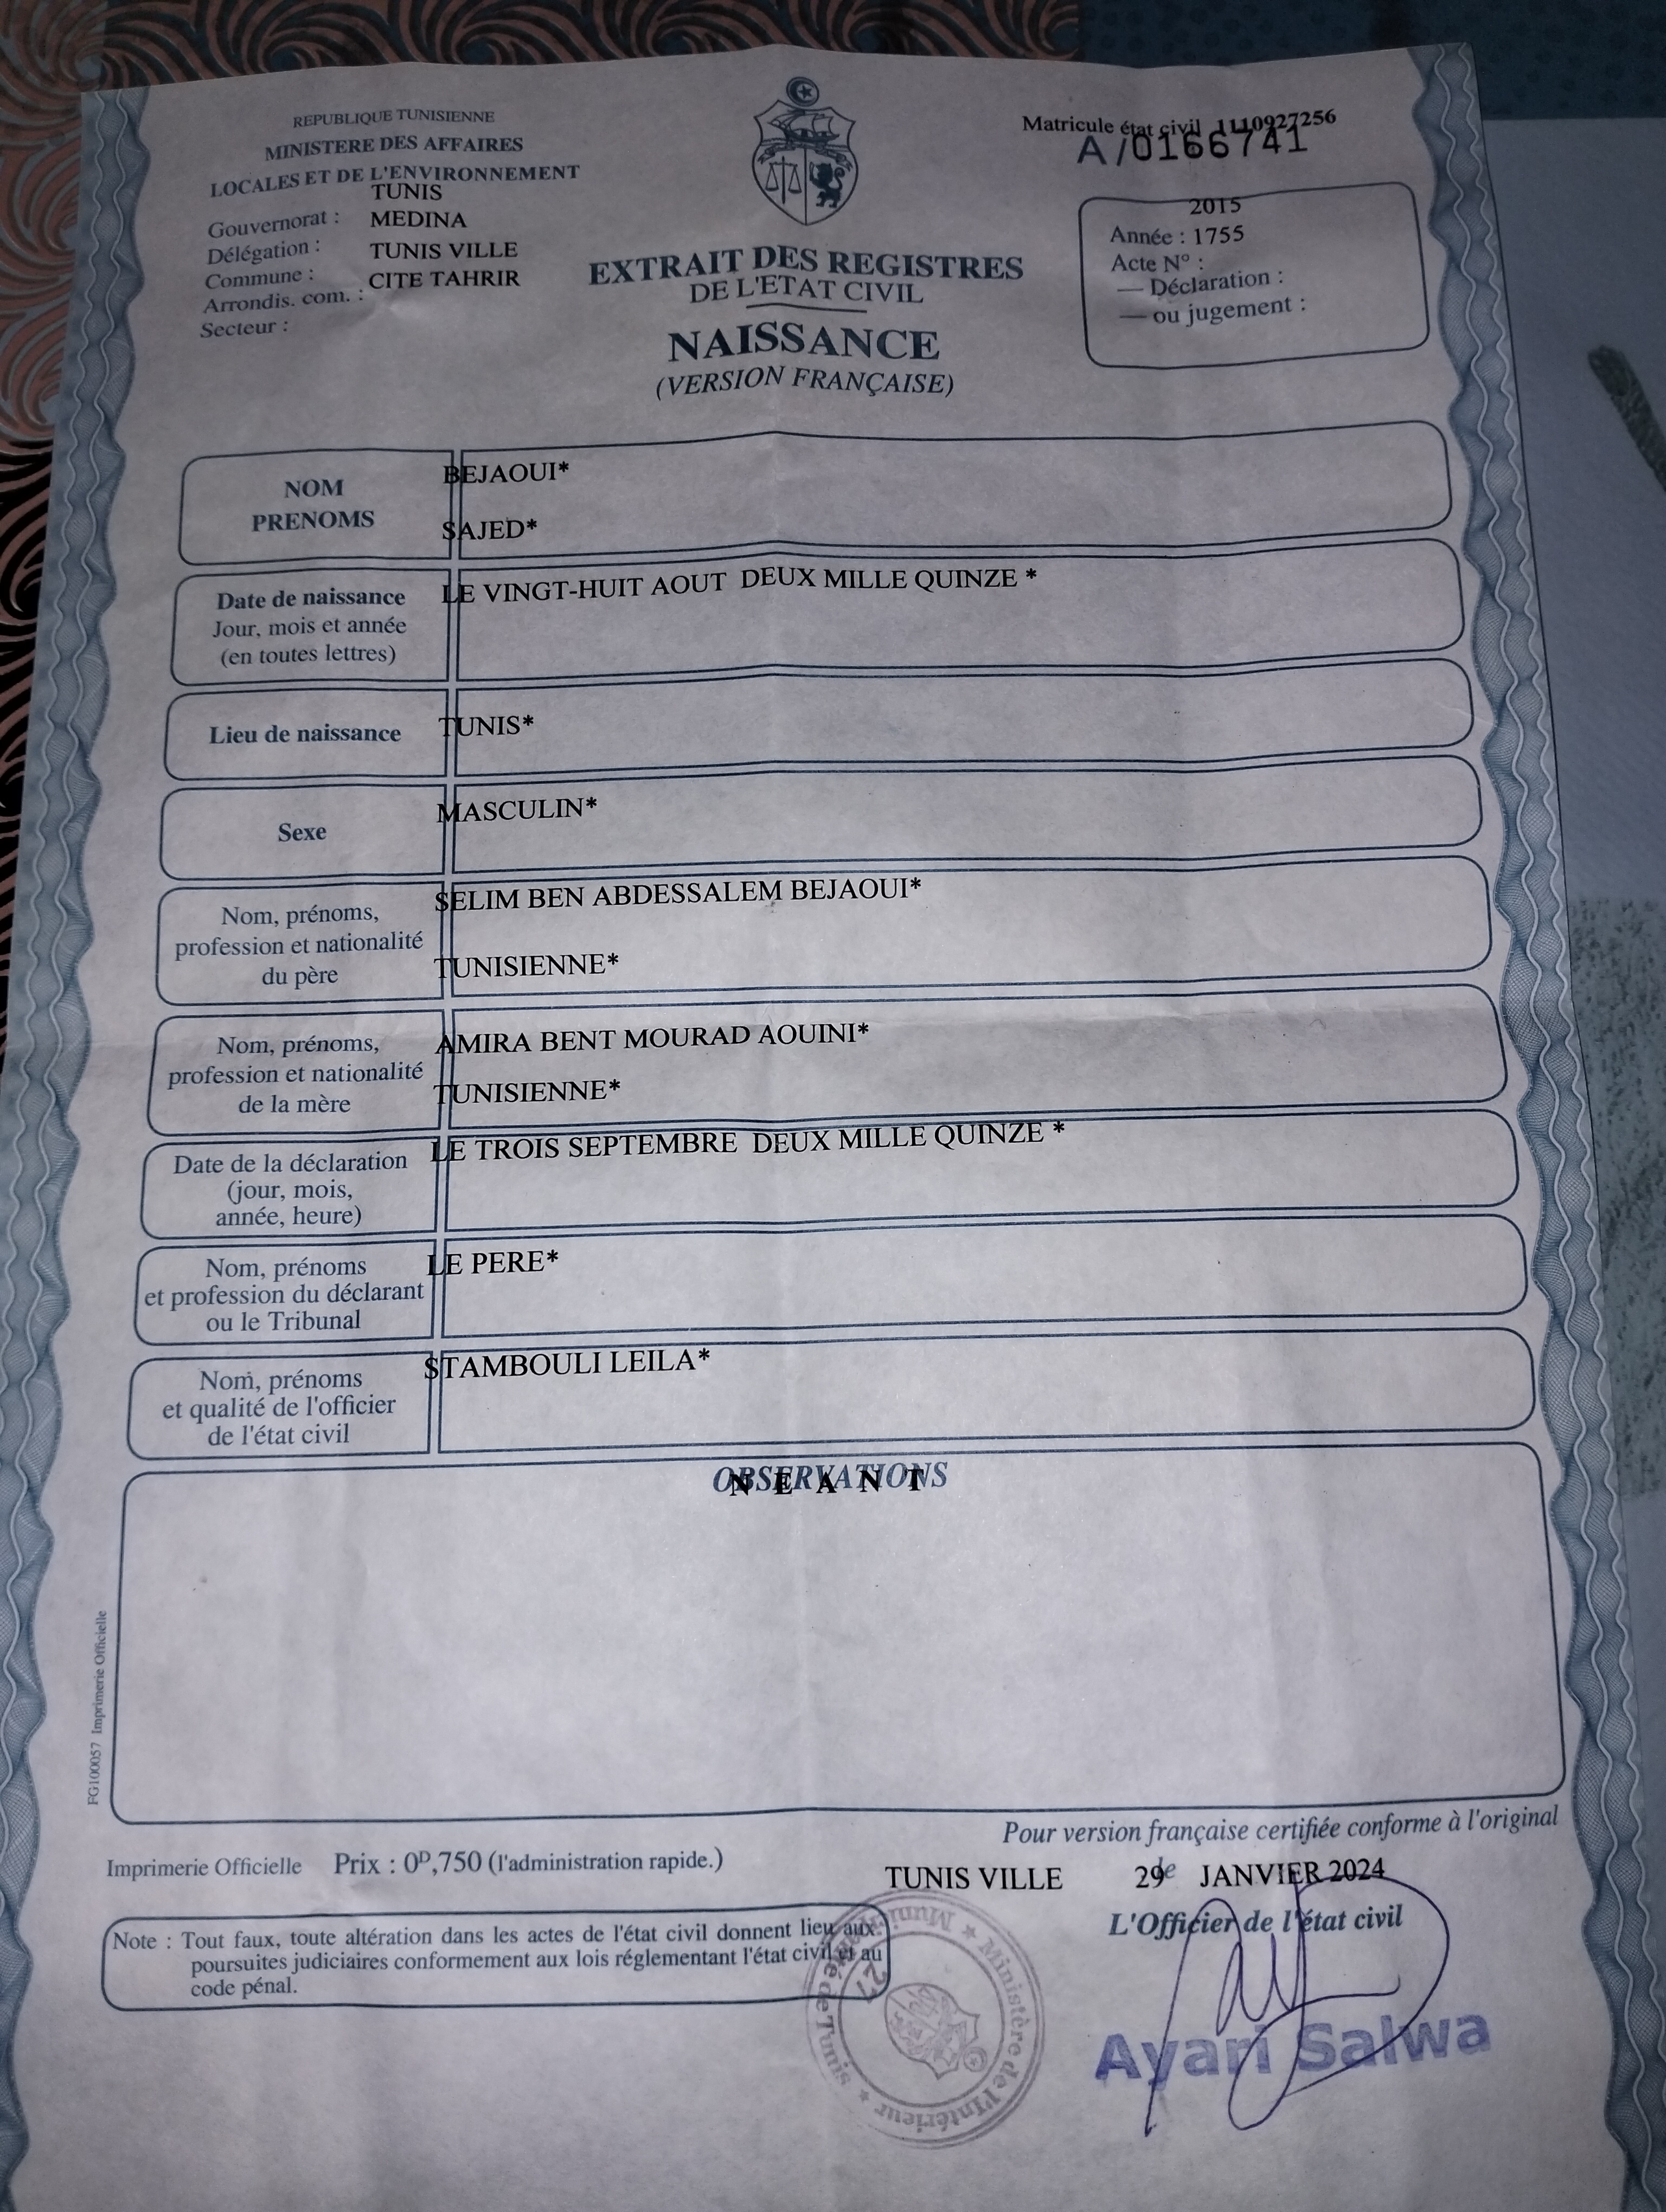 REPUBLIQUE TUNISIENNE
MINISTERE DES AFFAIRES
LOCALES ET DE L'ENVIRONNEMENT
TUNIS
Gouvernorat : MEDINA
Délégation : TUNIS VILLE
Commune : CITE TAHRIR
Arrondis. com. :
Secteur :
EXTRAIT DES REGISTRES
DE L'ETAT CIVIL
NAISSANCE
(VERSION FRANÇAISE)
Matricule état civil 1110927256
A/0166741
2015
Année : 1755
Acte N° :
— Déclaration :
— ou jugement :
NOM
PRENOMS
BEJAOUI*
SAJED*
Date de naissance
Jour, mois et année
(en toutes lettres)
LE VINGT-HUIT AOUT DEUX MILLE QUINZE *
Lieu de naissance
TUNIS*
Sexe
MASCULIN*
Nom, prénoms,
profession et nationalité
du père
SELIM BEN ABDESSALEM BEJAOUI*
TUNISIENNE*
Nom, prénoms,
profession et nationalité
de la mère
AMIRA BENT MOURAD AOUINI*
TUNISIENNE*
Date de la déclaration
(jour, mois,
année, heure)
LE TROIS SEPTEMBRE DEUX MILLE QUINZE *
Nom, prénoms
et profession du déclarant
ou le Tribunal
LE PERE*
Nom, prénoms
et qualité de l'officier
de l'état civil
STAMBOULI LEILA*
OBSERVATIONS
N E A N T
FG100057 Imprimerie Officielle
Pour version française certifiée conforme à l'original
Imprimerie Officielle Prix : 0D,750 (l'administration rapide.)
TUNIS VILLE 29 le JANVIER 2024
L'Officier de l'état civil
Note : Tout faux, toute altération dans les actes de l'état civil donnent lieu aux
poursuites judiciaires conformement aux lois réglementant l'état civil et au
code pénal.
Ministère de l'Intérieur * de Tunis *
27
Ayari Salwa